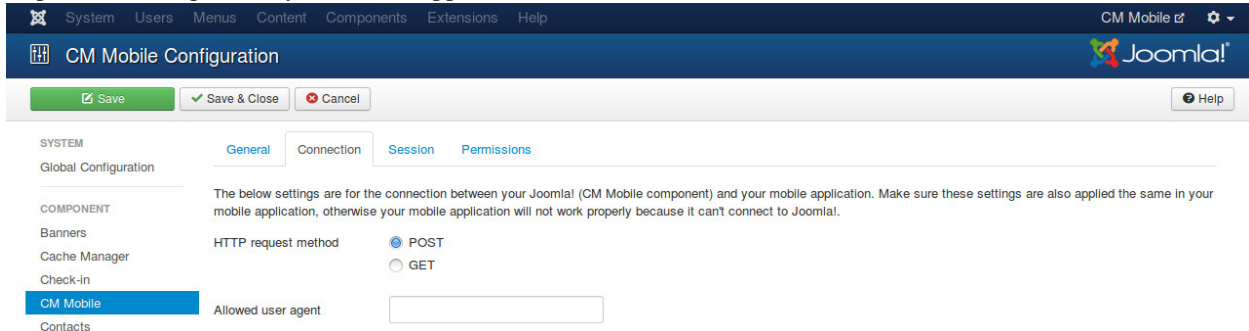 System Users Menus Content Components Extensions Help CM Mobile
CM Mobile Configuration Joomla!
Save Save & Close Cancel Help
SYSTEM
Global Configuration
COMPONENT
Banners
Cache Manager
Check-in
CM Mobile
Contacts
General Connection Session Permissions
The below settings are for the connection between your Joomla! (CM Mobile component) and your mobile application. Make sure these settings are also applied the same in your
mobile application, otherwise your mobile application will not work properly because it can't connect to Joomla!.
HTTP request method POST
GET
Allowed user agent